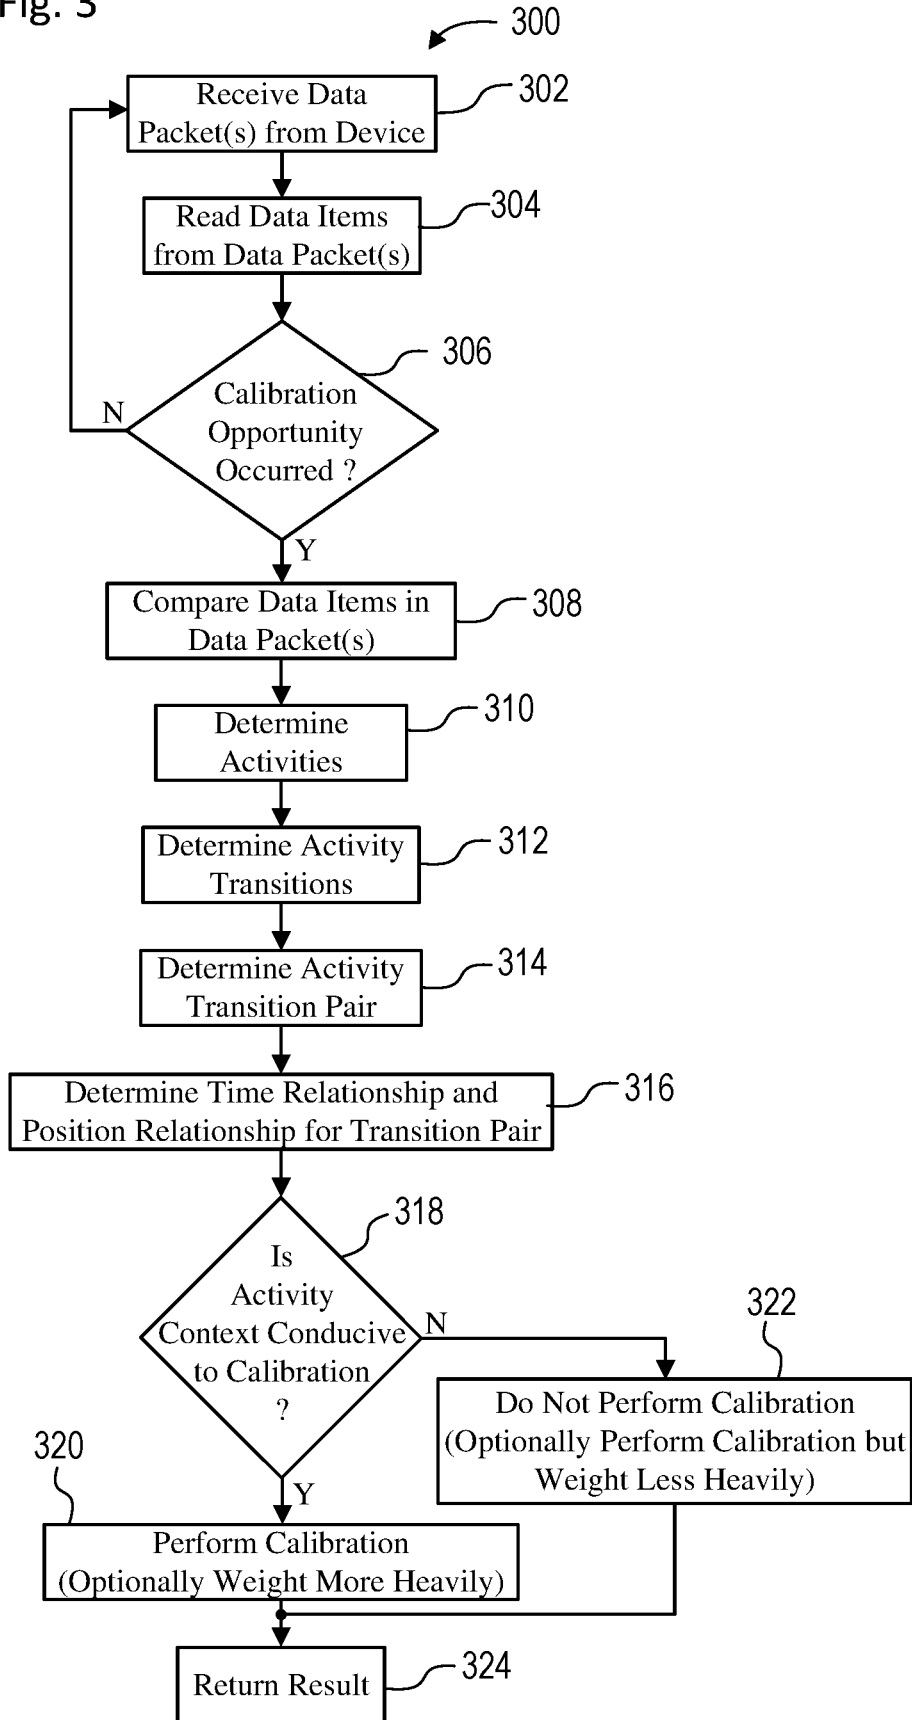 Fig. 3
300
Receive Data
Packet(s) from Device
302
Read Data Items
from Data Packet(s)
304
Calibration
Opportunity
Occurred ?
306
N
Y
Compare Data Items in
Data Packet(s)
308
Determine
Activities
310
Determine Activity
Transitions
312
Determine Activity
Transition Pair
314
Determine Time Relationship and
Position Relationship for Transition Pair
316
Is
Activity
Context Conducive
to Calibration
?
318
N
Y
322
Do Not Perform Calibration
(Optionally Perform Calibration but
Weight Less Heavily)
320
Perform Calibration
(Optionally Weight More Heavily)
Return Result
324